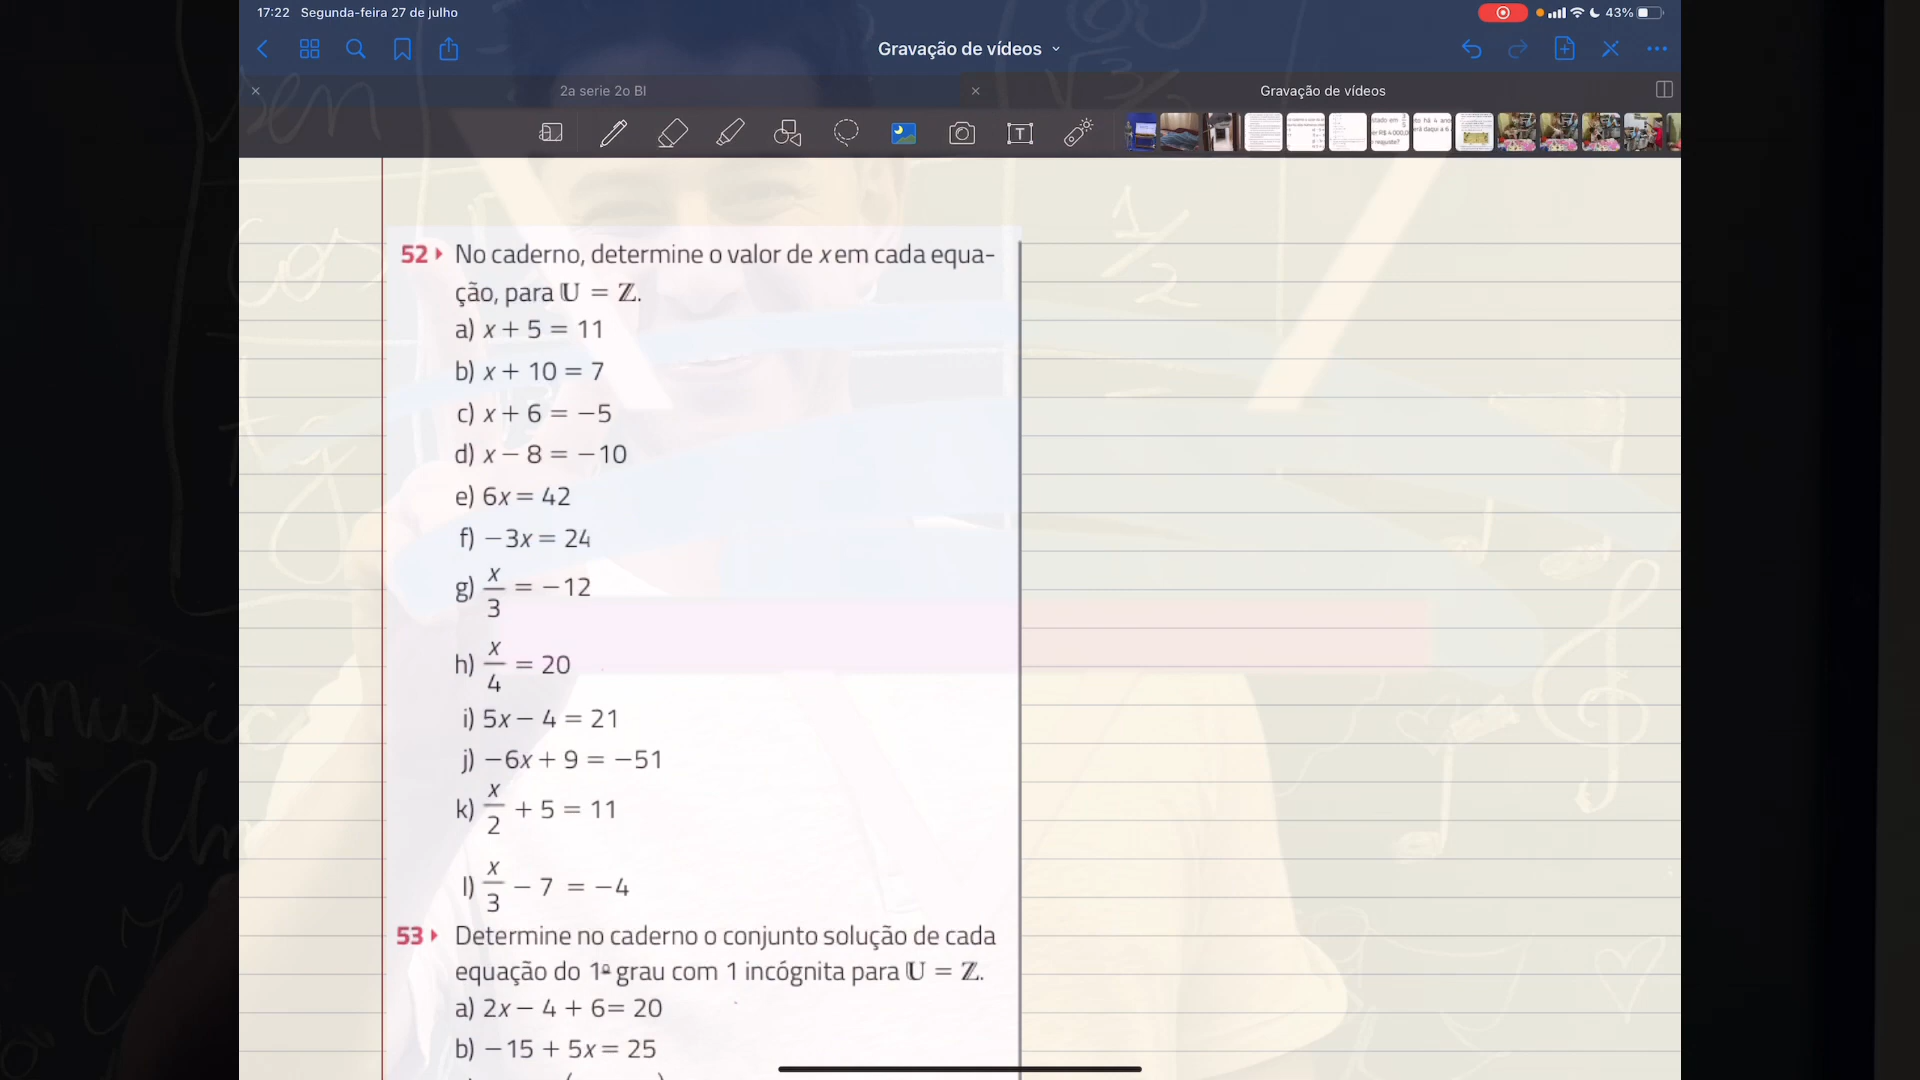 17:22 Segunda-feira 27 de julho
43%
Gravação de vídeos
2a serie 2o BI
Gravação de vídeos
52 No caderno, determine o valor de x em cada equa-
ção, para U = ℤ.
a) x + 5 = 11
b) x + 10 = 7
c) x + 6 = −5
d) x − 8 = −10
e) 6x = 42
f) −3x = 24
g) x/3 = −12
h) x/4 = 20
i) 5x − 4 = 21
j) −6x + 9 = −51
k) x/2 + 5 = 11
l) x/3 − 7 = −4
53 Determine no caderno o conjunto solução de cada
equação do 1º grau com 1 incógnita para U = ℤ.
a) 2x − 4 + 6= 20
b) −15 + 5x = 25